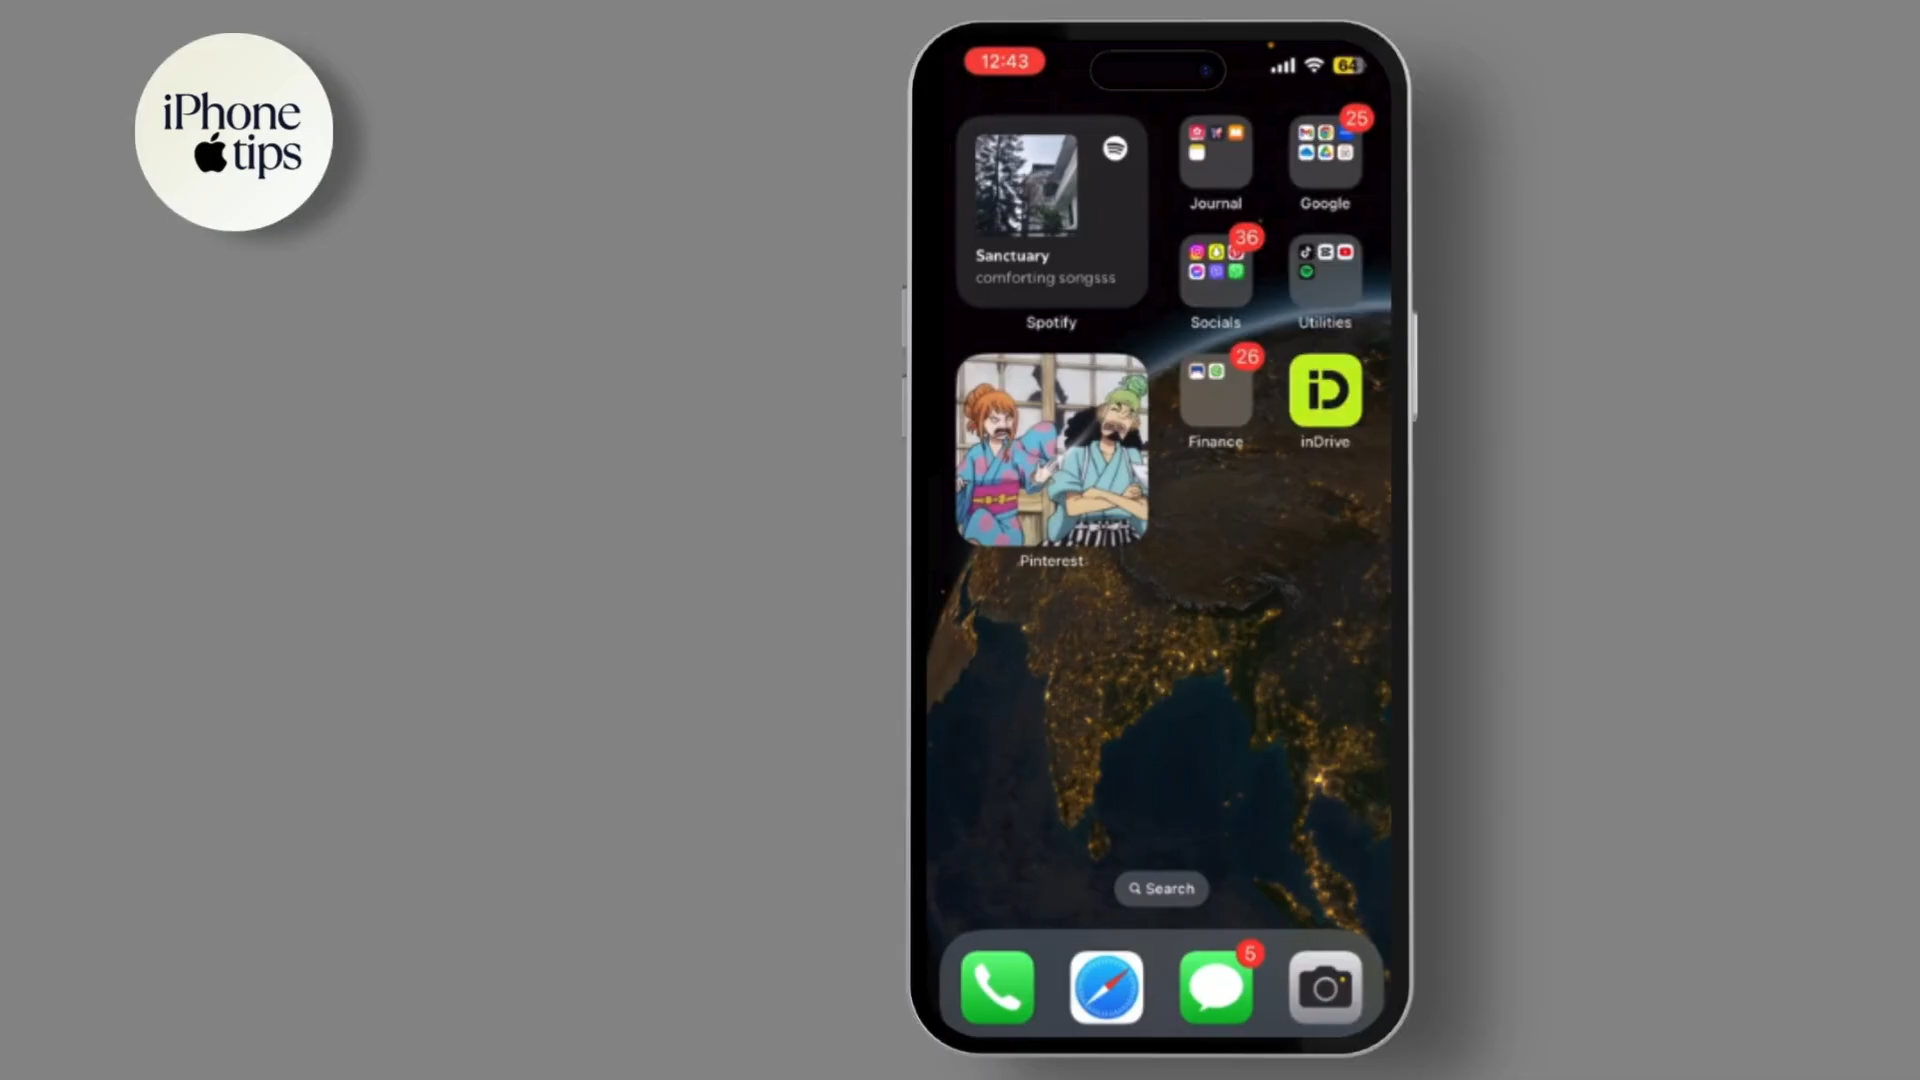 iPhone
tips
12:43
64
25
Sanctuary
comforting songsss
Journal
Google
36
Spotify
Socials
Utilities
26
iD
Finance
inDrive
Pinterest
Search
5